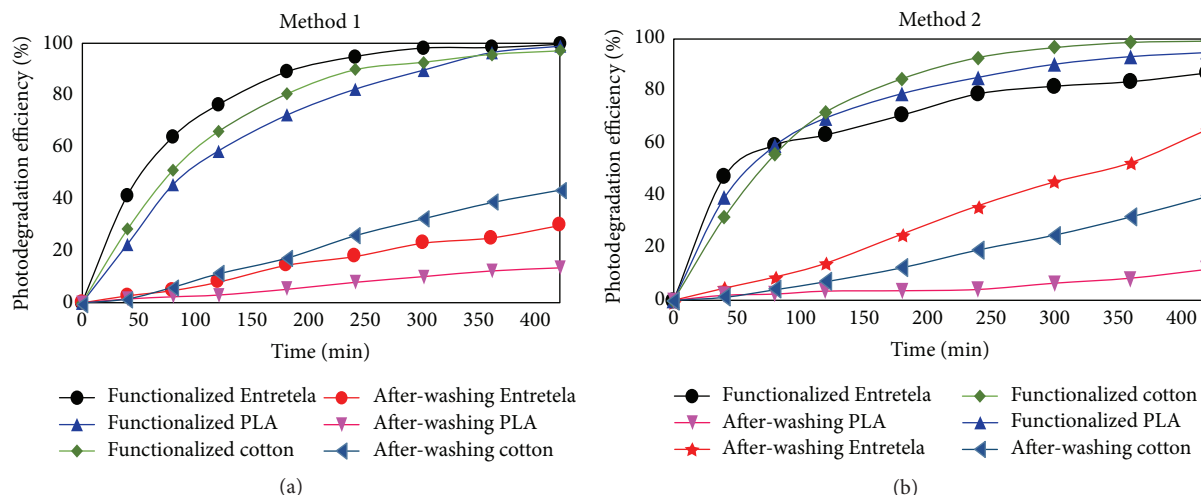 Method 1
Photodegradation efficiency (%)
100
80
60
40
20
0
0 50 100 150 200 250 300 350 400
Time (min)
Functionalized Entretela
Functionalized PLA
Functionalized cotton
After-washing Entretela
After-washing PLA
After-washing cotton
(a)
Method 2
Photodegradation efficiency (%)
100
80
60
40
20
0
0 50 100 150 200 250 300 350 400
Time (min)
Functionalized Entretela
After-washing PLA
After-washing Entretela
Functionalized cotton
Functionalized PLA
After-washing cotton
(b)